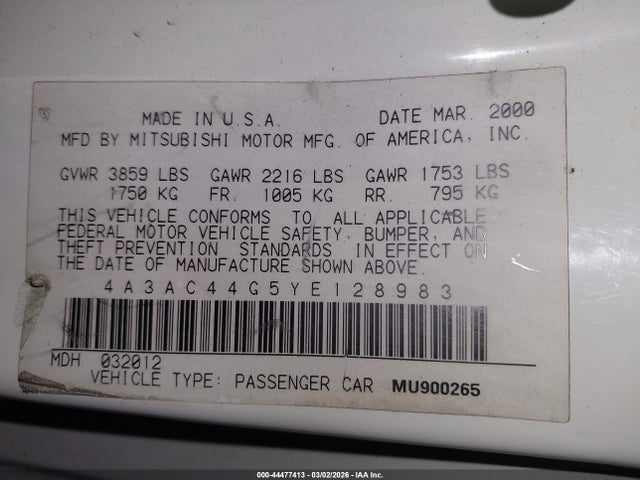 MADE IN U.S.A. DATE MAR. 2000
MFD BY MITSUBISHI MOTOR MFG. OF AMERICA, INC.
GVWR 3859 LBS GAWR 2216 LBS GAWR 1753 LBS
1750 KG FR. 1005 KG RR. 795 KG
THIS VEHICLE CONFORMS TO ALL APPLICABLE
FEDERAL MOTOR VEHICLE SAFETY, BUMPER, AND
THEFT PREVENTION STANDARDS IN EFFECT ON
THE DATE OF MANUFACTURE SHOWN ABOVE.
4A3AC44G5YE128983
MDH 032012
VEHICLE TYPE: PASSENGER CAR MU900265
000-44477413 - 03/02/2026 - IAA Inc.